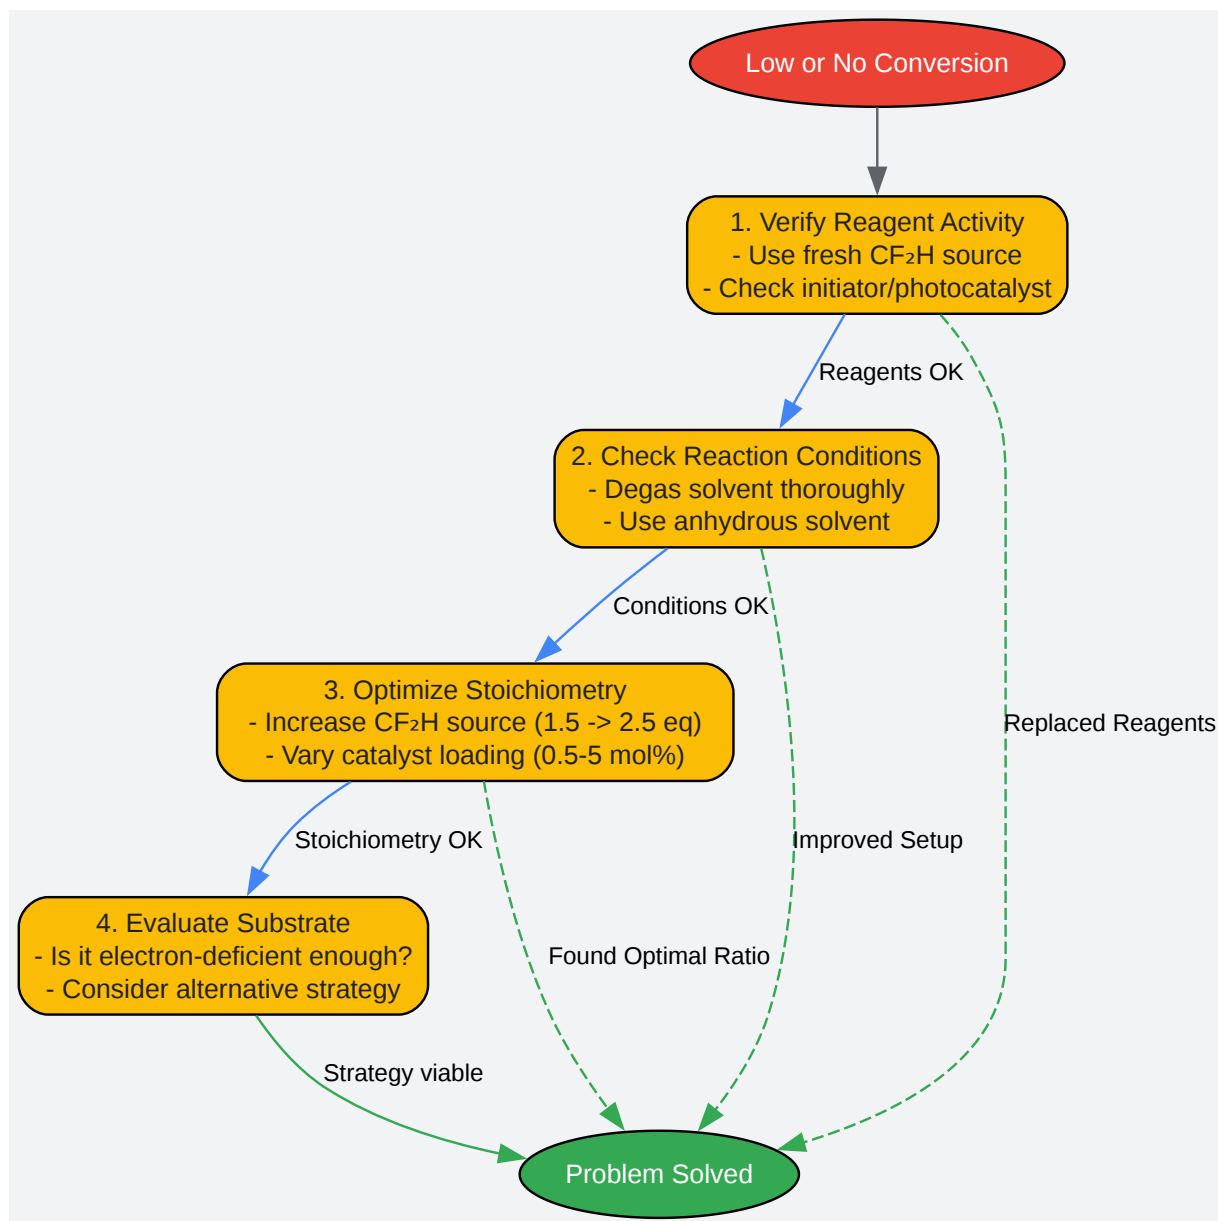 Low or No Conversion
1. Verify Reagent Activity
- Use fresh CF₂H source
- Check initiator/photocatalyst
Reagents OK
2. Check Reaction Conditions
- Degas solvent thoroughly
- Use anhydrous solvent
Conditions OK
3. Optimize Stoichiometry
- Increase CF₂H source (1.5 -> 2.5 eq)
- Vary catalyst loading (0.5-5 mol%)
Replaced Reagents
Stoichiometry OK
Improved Setup
4. Evaluate Substrate
- Is it electron-deficient enough?
- Consider alternative strategy
Found Optimal Ratio
Strategy viable
Problem Solved